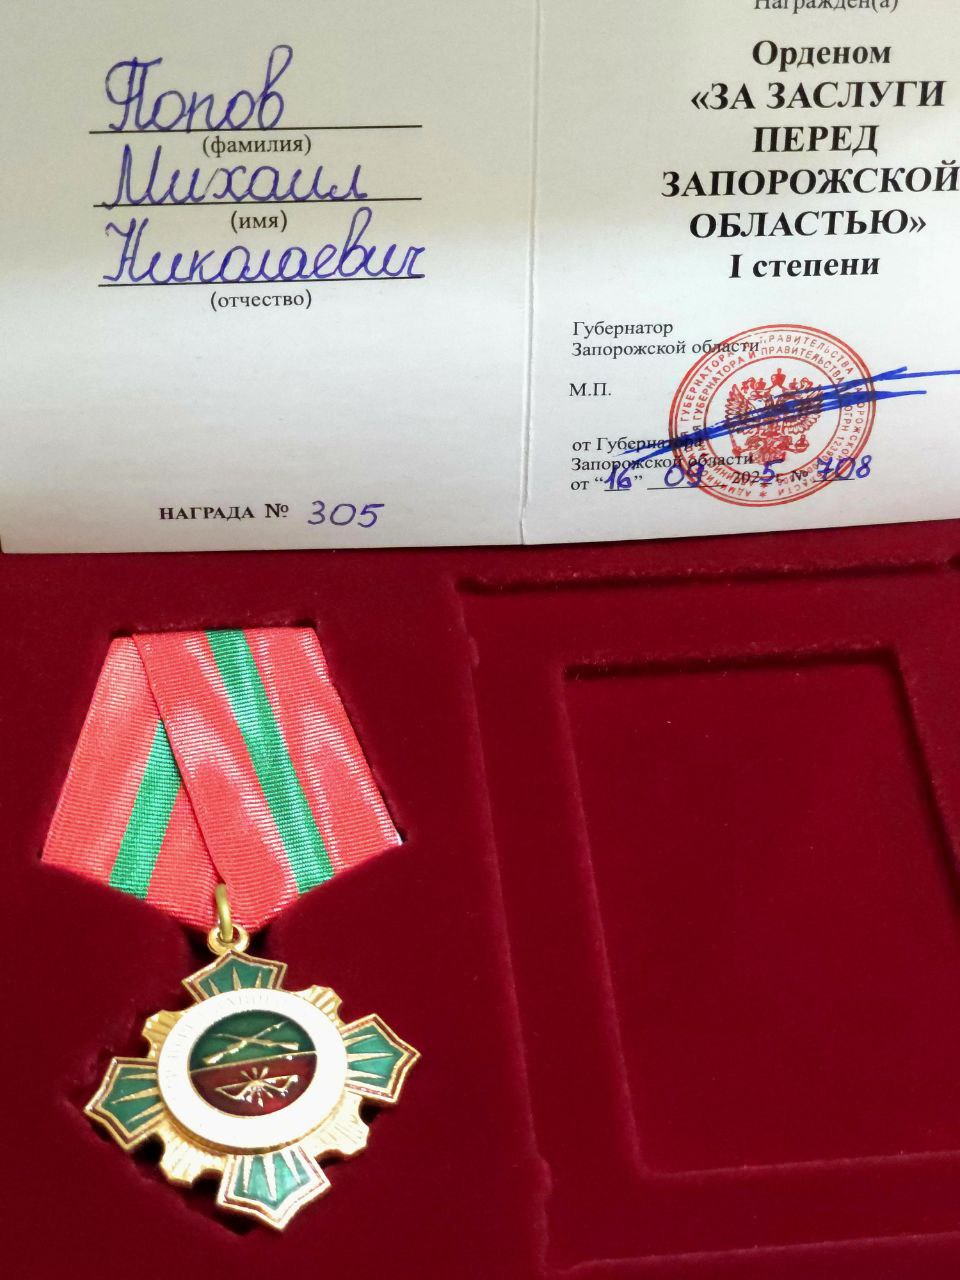 Попов
(фамилия)
Михаил
(имя)
Николаевич
(отчество)
НАГРАДА № 305
Награжден(а)
Орденом
«ЗА ЗАСЛУГИ
ПЕРЕД
ЗАПОРОЖСКОЙ
ОБЛАСТЬЮ»
I степени
Губернатор
Запорожской области
М.П.
от Губернатора
Запорожской области
от “16” 09 2025 г. № 708